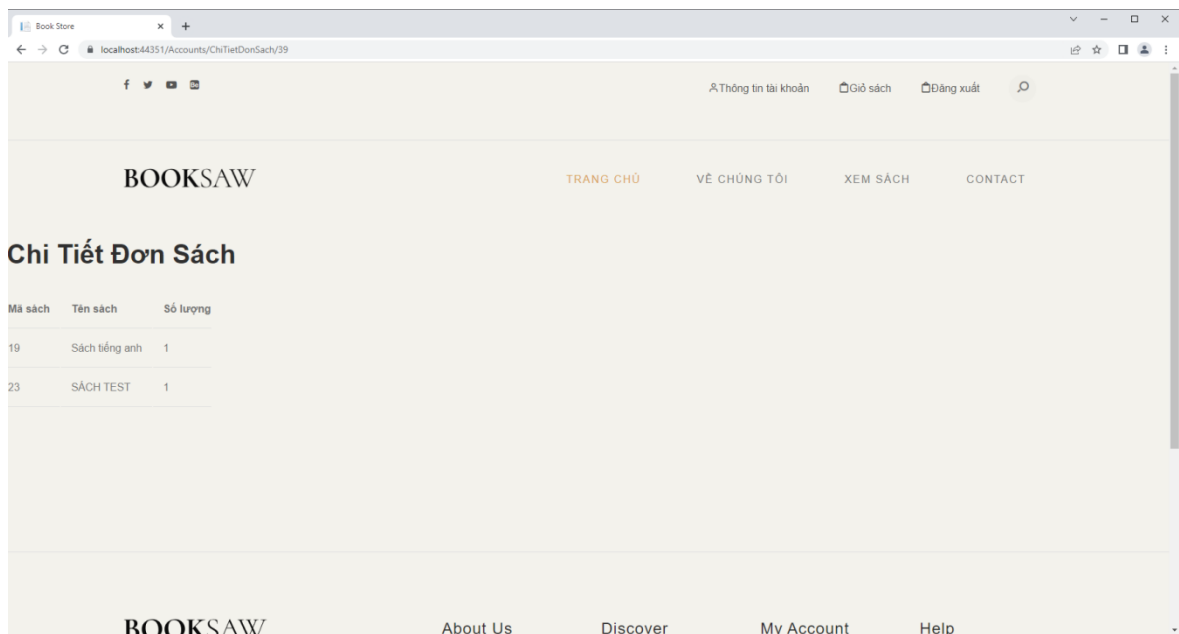 Book Store
localhost:44351/Accounts/ChiTietDonSach/39
Thông tin tài khoản Giỏ sách Đăng xuất
BOOKSAW
TRANG CHỦ VỀ CHÚNG TÔI XEM SÁCH CONTACT
Chi Tiết Đơn Sách
Mã sách Tên sách Số lượng
19 Sách tiếng anh 1
23 SÁCH TEST 1
BOOKSAW About Us Discover My Account Help